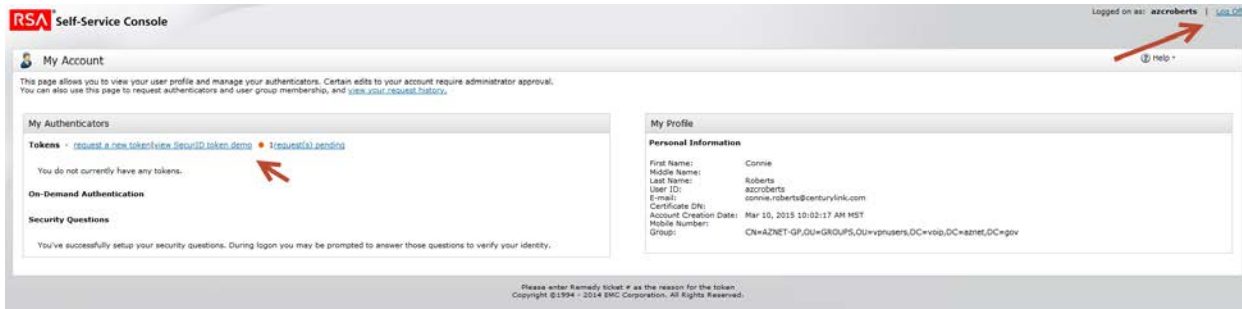 Logged on as: azcroberts | Log Off
RSA Self-Service Console
My Account
Help
This page allows you to view your user profile and manage your authenticators. Certain edits to your account require administrator approval.
You can also use this page to request authenticators and user group membership, and view your request history.
My Authenticators
Tokens - request a new token|view SecurID token demo 1request(s) pending
You do not currently have any tokens.
On-Demand Authentication
Security Questions
You've successfully setup your security questions. During logon you may be prompted to answer those questions to verify your identity.
My Profile
Personal Information
First Name: Connie
Middle Name:
Last Name: Roberts
User ID: azcroberts
E-mail: connie.roberts@centurylink.com
Certificate DN:
Account Creation Date: Mar 10, 2015 10:02:17 AM MST
Mobile Number:
Group: CN=AZNET-GP,OU=GROUPS,OU=vpnusers,DC=voip,DC=aznet,DC=gov
Please enter Remedy ticket # as the reason for the token
Copyright ©1994 - 2014 EMC Corporation. All Rights Reserved.